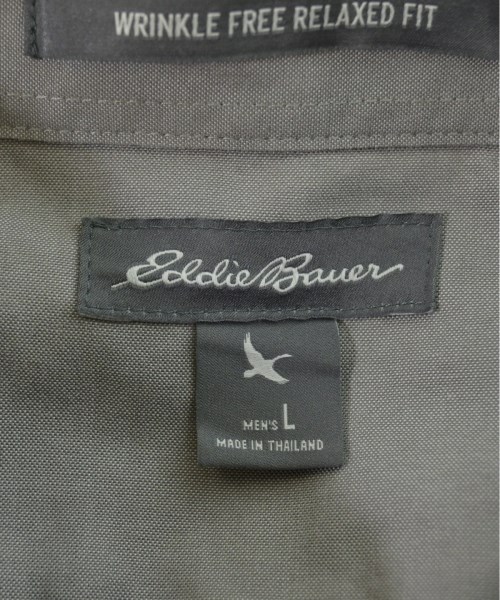 WRINKLE FREE RELAXED FIT
Eddie Bauer
MEN'S L
MADE IN THAILAND